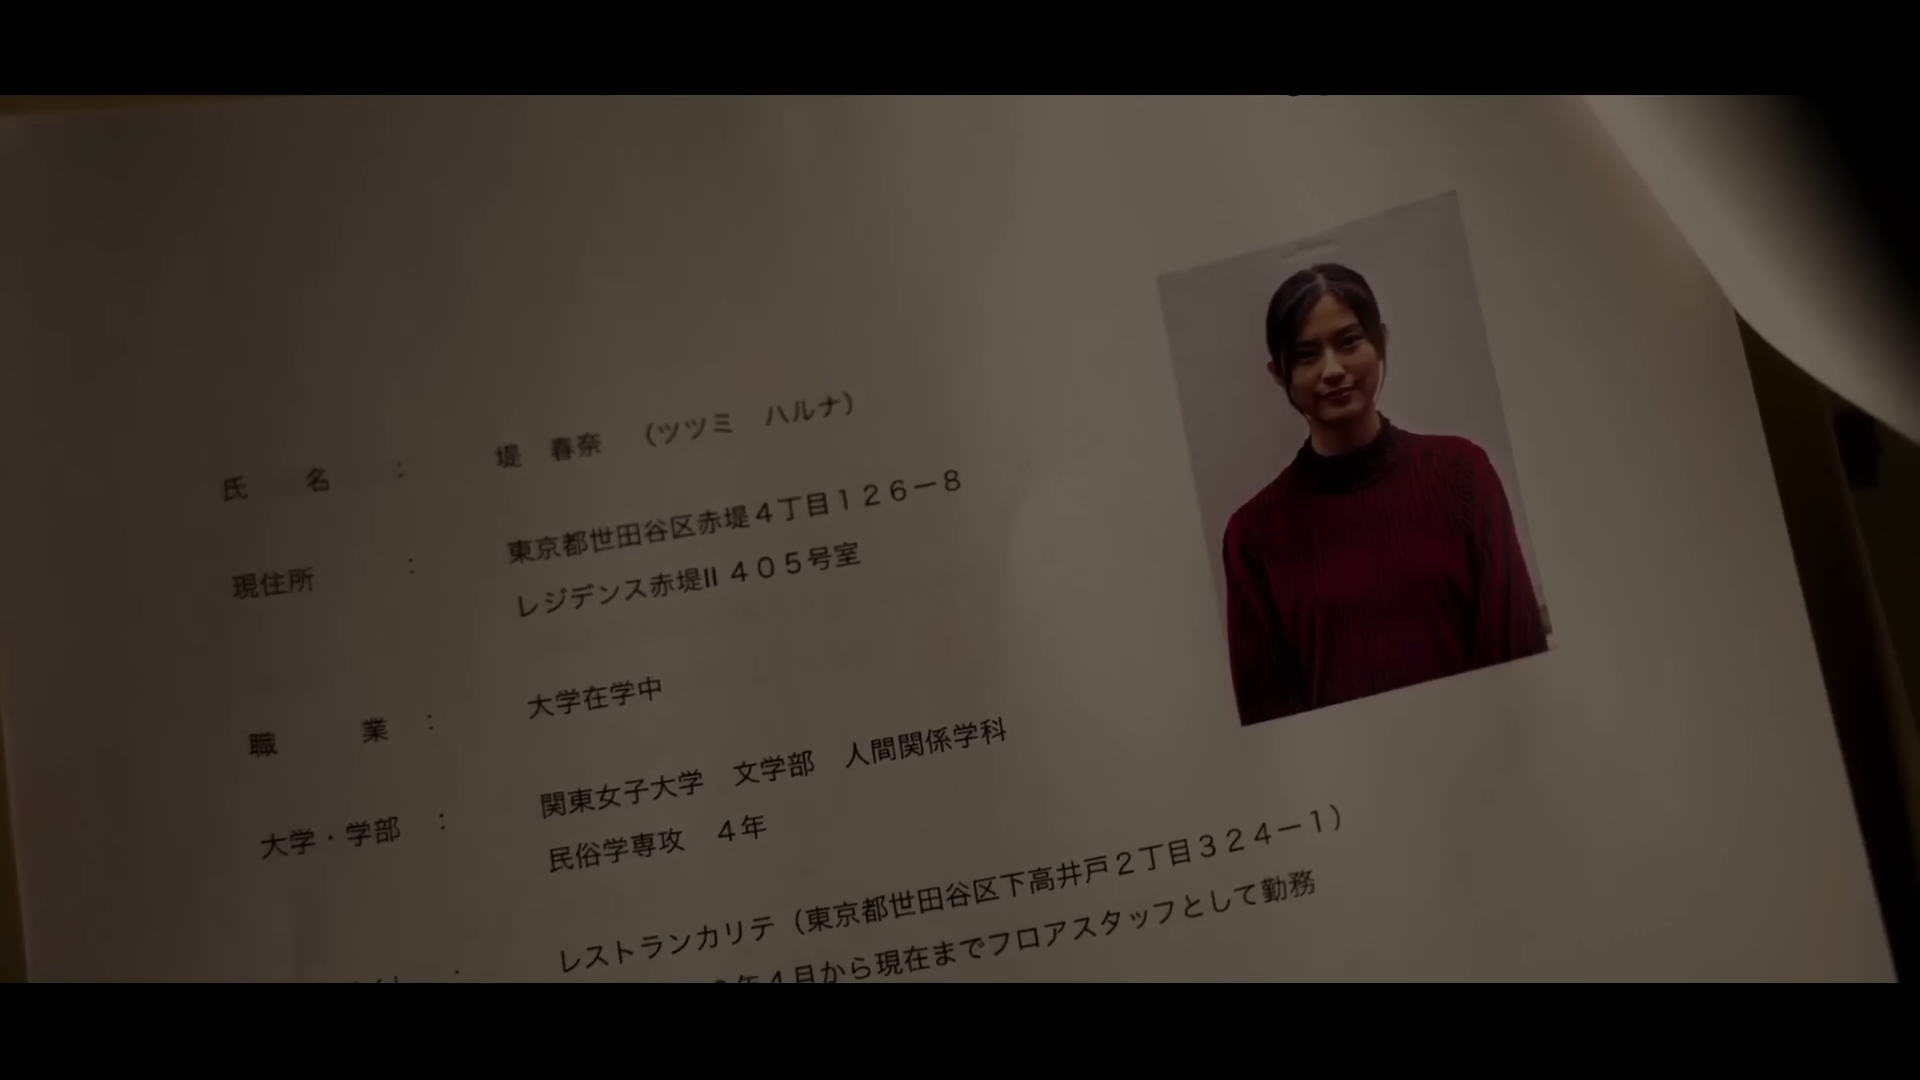 氏　名　：　堤　春奈　（ツツミ　ハルナ）
現住所　：　東京都世田谷区赤堤４丁目１２６－８
レジデンス赤堤II ４０５号室
職　業　：　大学在学中
大学・学部　：　関東女子大学　文学部　人間関係学科
民俗学専攻　４年
レストランカリテ（東京都世田谷区下高井戸２丁目３２４－１）
年４月から現在までフロアスタッフとして勤務